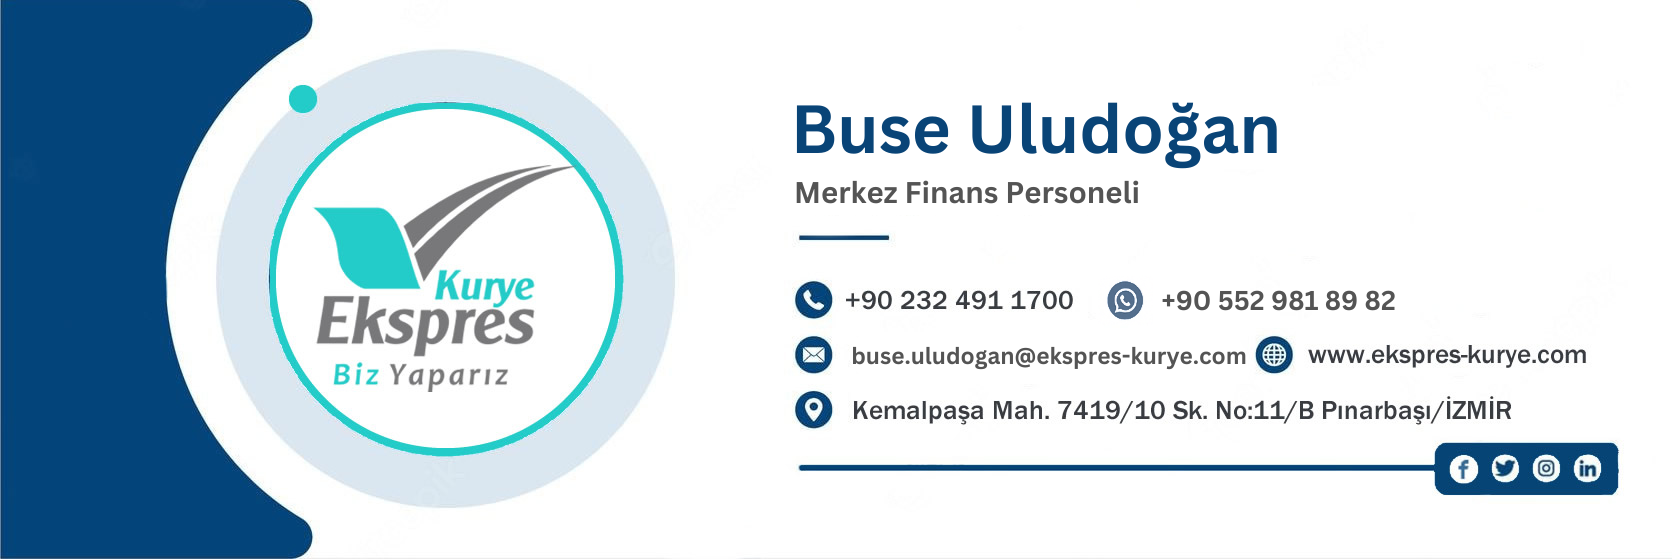 Kurye
Ekspres
Biz Yaparız
Buse Uludoğan
Merkez Finans Personeli
+90 232 491 1700 +90 552 981 89 82
buse.uludogan@ekspres-kurye.com www.ekspres-kurye.com
Kemalpaşa Mah. 7419/10 Sk. No:11/B Pınarbaşı/İZMİR